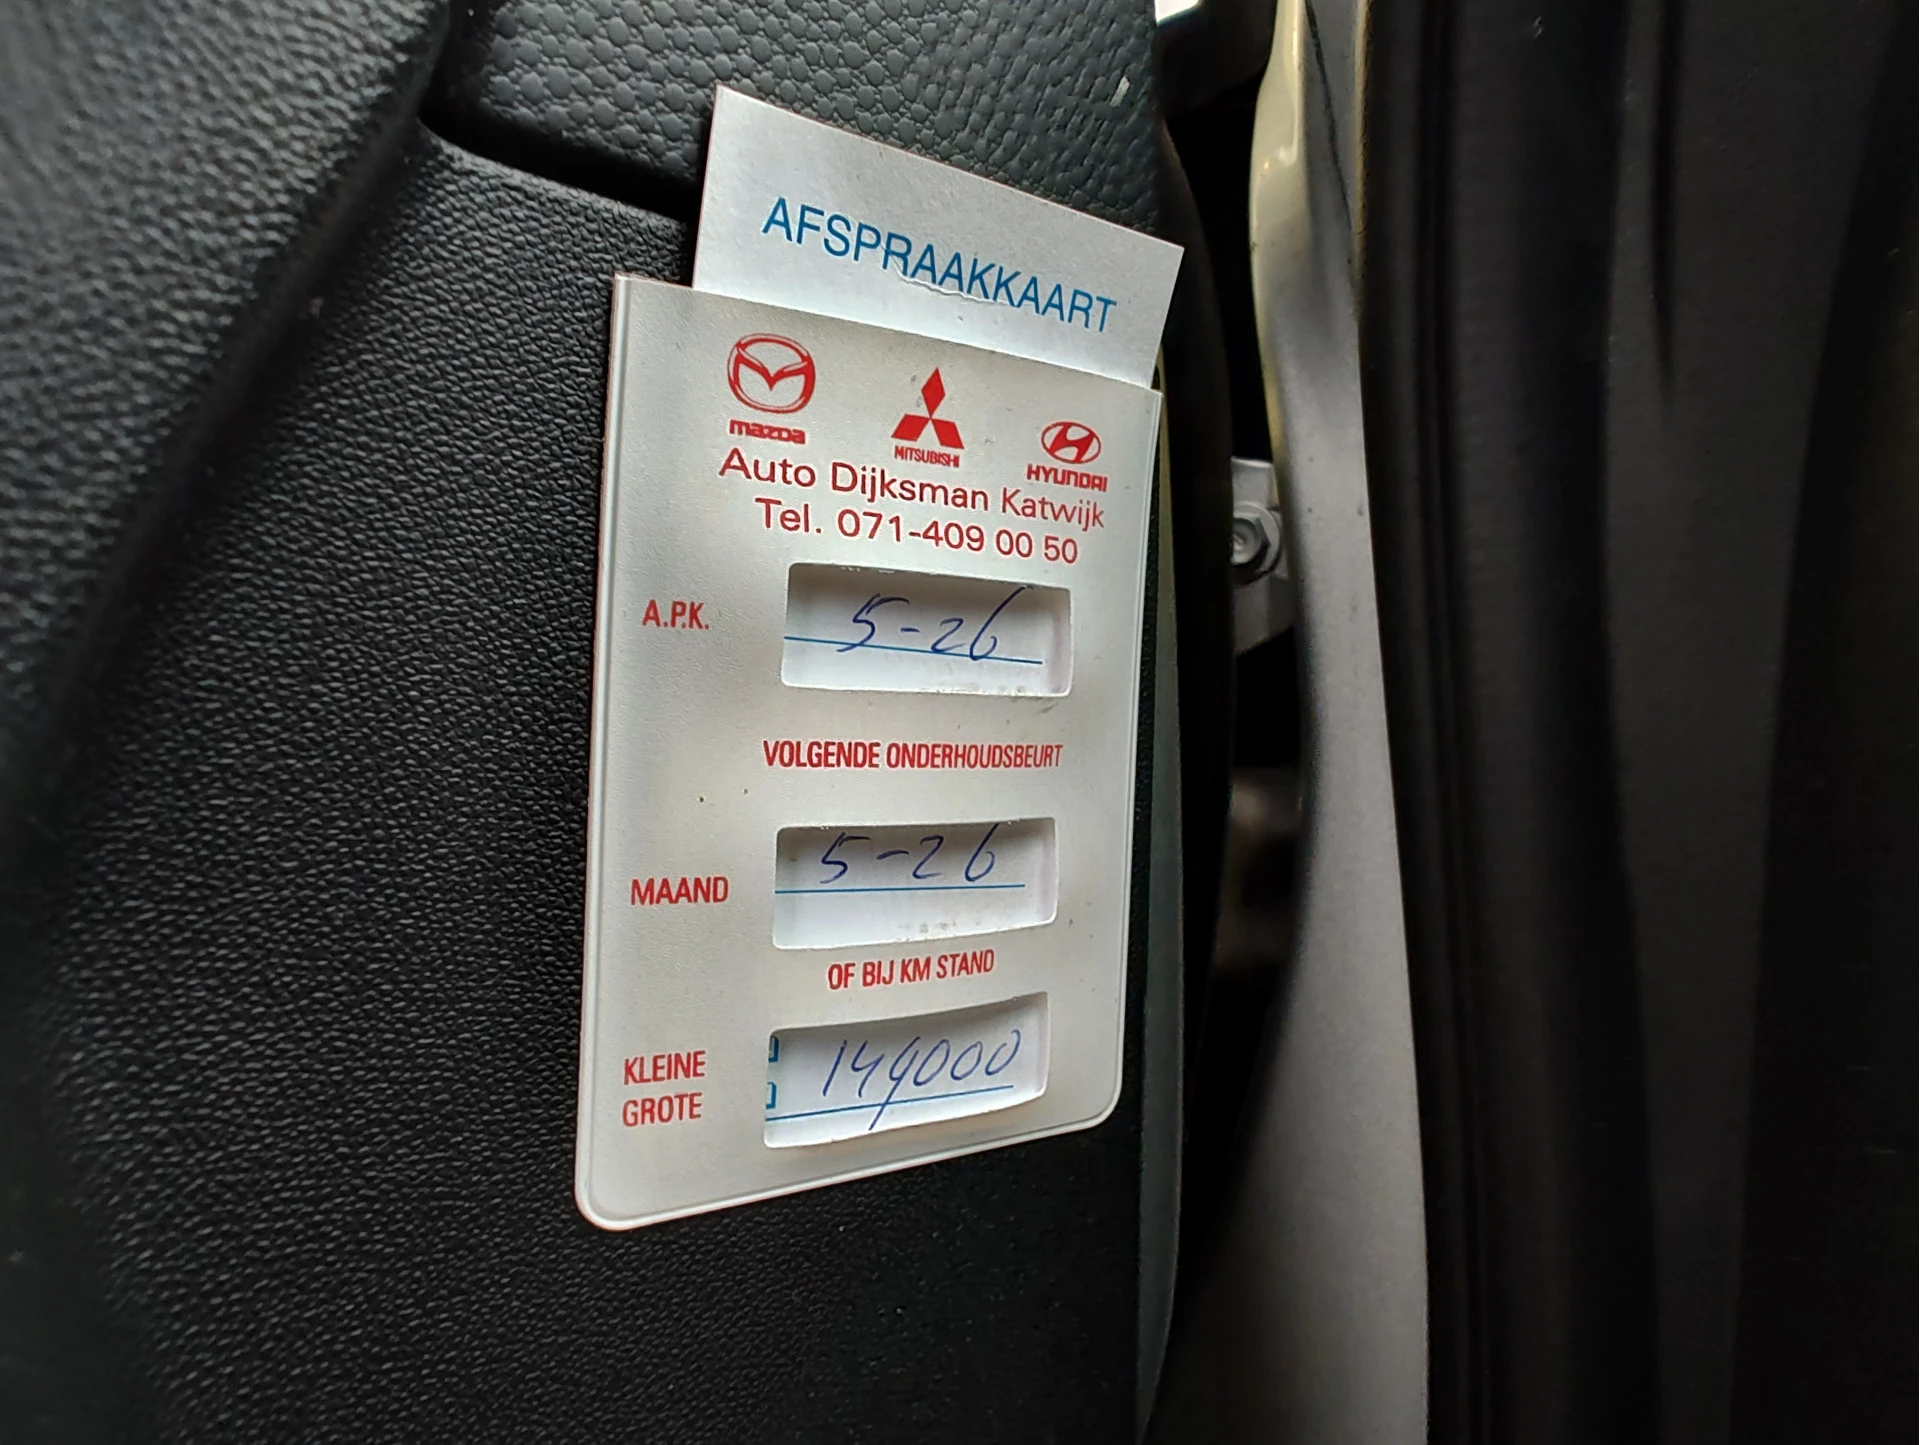 AFSPRAAKKAART
mazda
MITSUBISHI
HYUNDAI
Auto Dijksman Katwijk
Tel. 071-409 00 50
A.P.K. 5-26
VOLGENDE ONDERHOUDSBEURT
MAAND 5-26
OF BIJ KM STAND
KLEINE 149000
GROTE